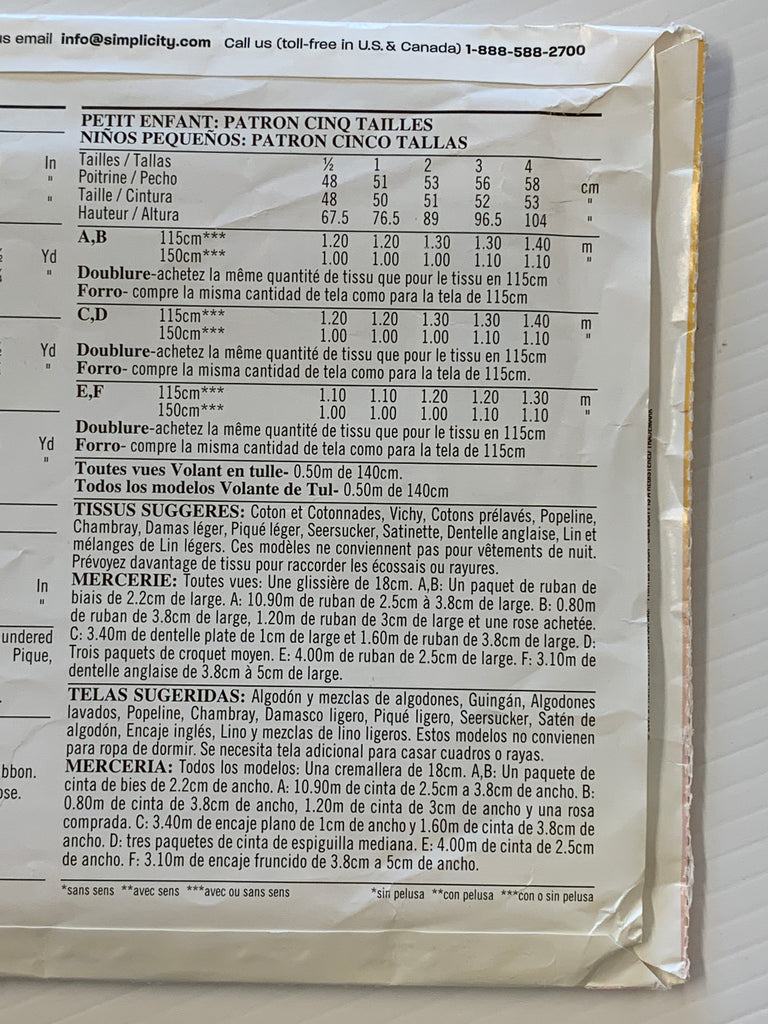 us email info@simplicity.com Call us (toll-free in U.S. & Canada) 1-888-588-2700
PETIT ENFANT: PATRON CINQ TAILLES
NIÑOS PEQUEÑOS: PATRON CINCO TALLAS
In Tailles / Tallas ½ 1 2 3 4
" Poitrine / Pecho 48 51 53 56 58 cm
" Taille / Cintura 48 50 51 52 53 "
Hauteur / Altura 67.5 76.5 89 96.5 104 "
A,B 115cm*** 1.20 1.20 1.30 1.30 1.40 m
Yd 150cm*** 1.00 1.00 1.00 1.10 1.10 "
" Doublure-achetez la même quantité de tissu que pour le tissu en 115cm
Forro- compre la misma cantidad de tela como para la tela de 115cm
C,D 115cm*** 1.20 1.20 1.30 1.30 1.40 m
150cm*** 1.00 1.00 1.00 1.10 1.10 "
Yd Doublure-achetez la même quantité de tissu que pour le tissu en 115cm
" Forro- compre la misma cantidad de tela como para la tela de 115cm.
E,F 115cm*** 1.10 1.10 1.20 1.20 1.30 m
150cm*** 1.00 1.00 1.00 1.10 1.10 "
Doublure-achetez la même quantité de tissu que pour le tissu en 115cm
Yd Forro- compre la misma cantidad de tela como para la tela de 115cm
" Toutes vues Volant en tulle- 0.50m de 140cm.
Todos los modelos Volante de Tul- 0.50m de 140cm
TISSUS SUGGERES: Coton et Cotonnades, Vichy, Cotons prélavés, Popeline,
Chambray, Damas léger, Piqué léger, Seersucker, Satinette, Dentelle anglaise, Lin et
mélanges de Lin légers. Ces modèles ne conviennent pas pour vêtements de nuit.
Prévoyez davantage de tissu pour raccorder les écossais ou rayures.
In MERCERIE: Toutes vues: Une glissière de 18cm. A,B: Un paquet de ruban de
" biais de 2.2cm de large. A: 10.90m de ruban de 2.5cm à 3.8cm de large. B: 0.80m
de ruban de 3.8cm de large, 1.20m de ruban de 3cm de large et une rose achetée.
undered C: 3.40m de dentelle plate de 1cm de large et 1.60m de ruban de 3.8cm de large. D:
Pique, Trois paquets de croquet moyen. E: 4.00m de ruban de 2.5cm de large. F: 3.10m de
dentelle anglaise de 3.8cm à 5cm de large.
TELAS SUGERIDAS: Algodón y mezclas de algodones, Guingán, Algodones
lavados, Popeline, Chambray, Damasco ligero, Piqué ligero, Seersucker, Satén de
algodón, Encaje inglés, Lino y mezclas de lino ligeros. Estos modelos no convienen
para ropa de dormir. Se necesita tela adicional para casar cuadros o rayas.
bbon. MERCERIA: Todos los modelos: Una cremallera de 18cm. A,B: Un paquete de
ose. cinta de bies de 2.2cm de ancho. A: 10.90m de cinta de 2.5cm a 3.8cm de ancho. B:
0.80m de cinta de 3.8cm de ancho, 1.20m de cinta de 3cm de ancho y una rosa
comprada. C: 3.40m de encaje plano de 1cm de ancho y 1.60m de cinta de 3.8cm de
ancho. D: tres paquetes de cinta de espiguilla mediana. E: 4.00m de cinta de 2.5cm
de ancho. F: 3.10m de encaje fruncido de 3.8cm a 5cm de ancho.
*sans sens **avec sens ***avec ou sans sens *sin pelusa **con pelusa ***con o sin pelusa